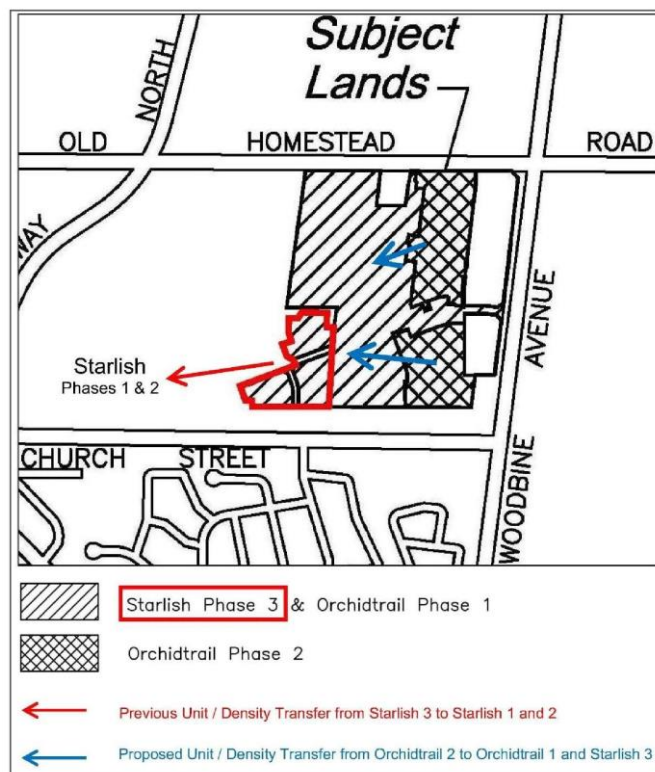 Subject
Lands
NORTH
OLD HOMESTEAD ROAD
WAY
AVENUE
Starlish
Phases 1 & 2
CHURCH STREET
WOODBINE
Starlish Phase 3 & Orchidtrail Phase 1
Orchidtrail Phase 2
Previous Unit / Density Transfer from Starlish 3 to Starlish 1 and 2
Proposed Unit / Density Transfer from Orchidtrail 2 to Orchidtrail 1 and Starlish 3